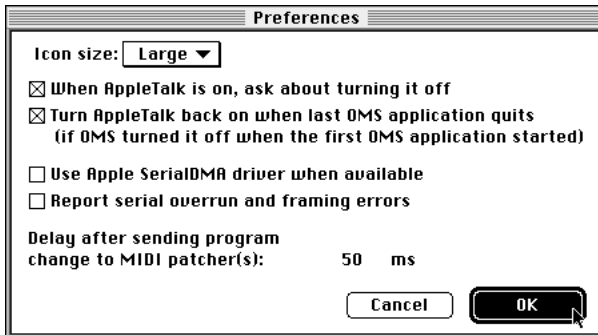 Preferences
Icon size: Large
When AppleTalk is on, ask about turning it off
Turn AppleTalk back on when last OMS application quits
(if OMS turned it off when the first OMS application started)
Use Apple SerialDMA driver when available
Report serial overrun and framing errors
Delay after sending program
change to MIDI patcher(s): 50 ms
Cancel OK